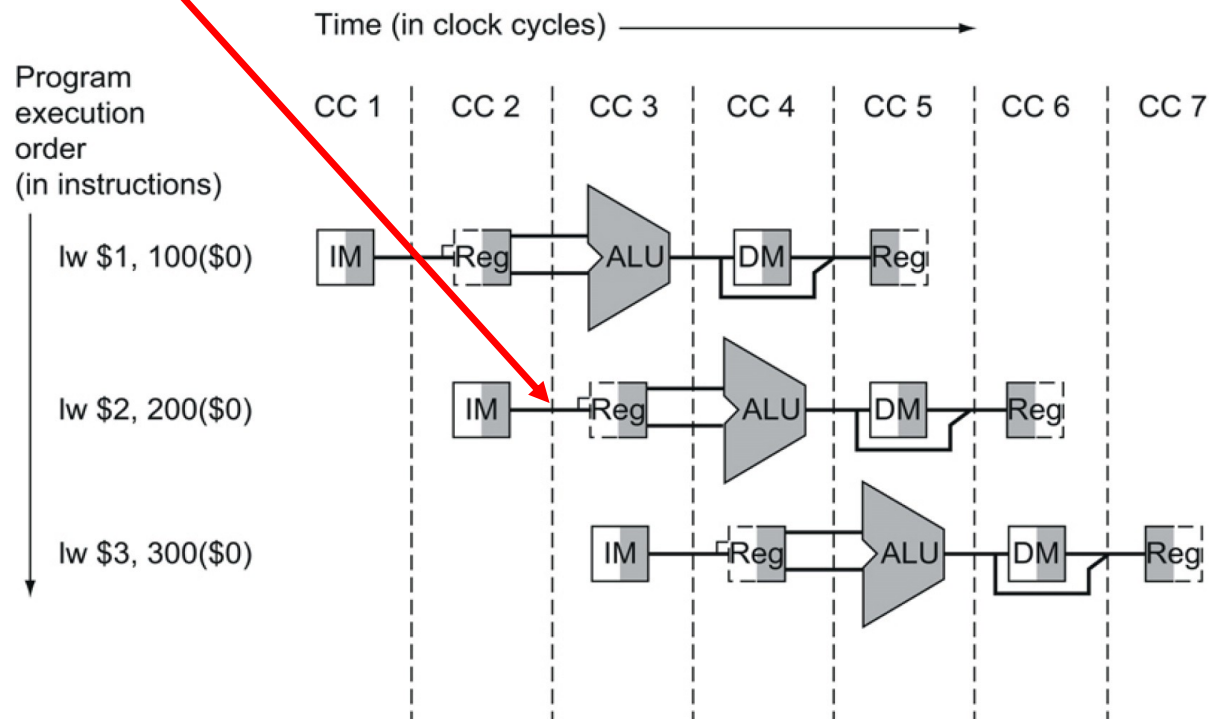 Time (in clock cycles)
Program
execution
order
(in instructions)
CC 1 CC 2 CC 3 CC 4 CC 5 CC 6 CC 7
lw $1, 100($0) IM Reg ALU DM Reg
lw $2, 200($0) IM Reg ALU DM Reg
lw $3, 300($0) IM Reg ALU DM Reg